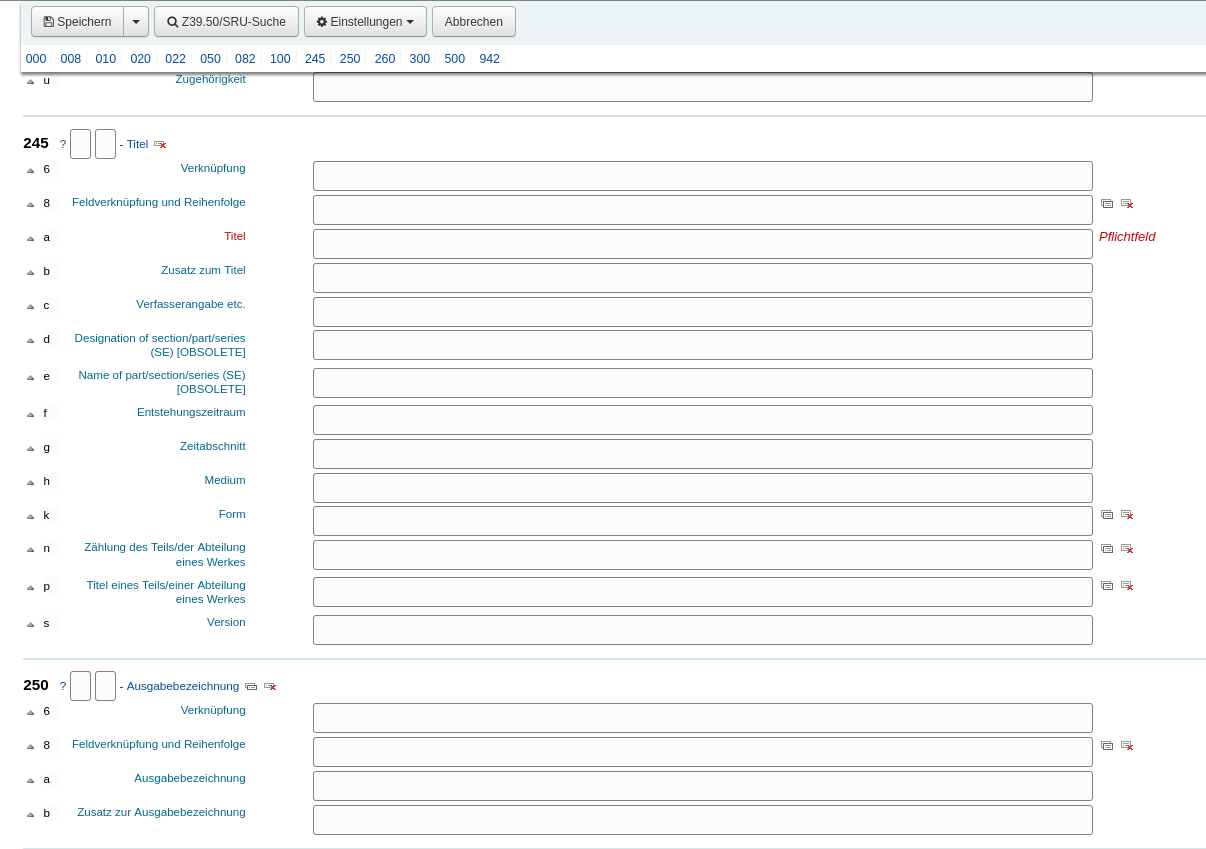 Speichern Z39.50/SRU-Suche Einstellungen Abbrechen
000 008 010 020 022 050 082 100 245 250 260 300 500 942
u Zugehörigkeit
245 ? - Titel
6 Verknüpfung
8 Feldverknüpfung und Reihenfolge
a Titel Pflichtfeld
b Zusatz zum Titel
c Verfasserangabe etc.
d Designation of section/part/series
(SE) [OBSOLETE]
e Name of part/section/series (SE)
[OBSOLETE]
f Entstehungszeitraum
g Zeitabschnitt
h Medium
k Form
n Zählung des Teils/der Abteilung
eines Werkes
p Titel eines Teils/einer Abteilung
eines Werkes
s Version
250 ? - Ausgabebezeichnung
6 Verknüpfung
8 Feldverknüpfung und Reihenfolge
a Ausgabebezeichnung
b Zusatz zur Ausgabebezeichnung